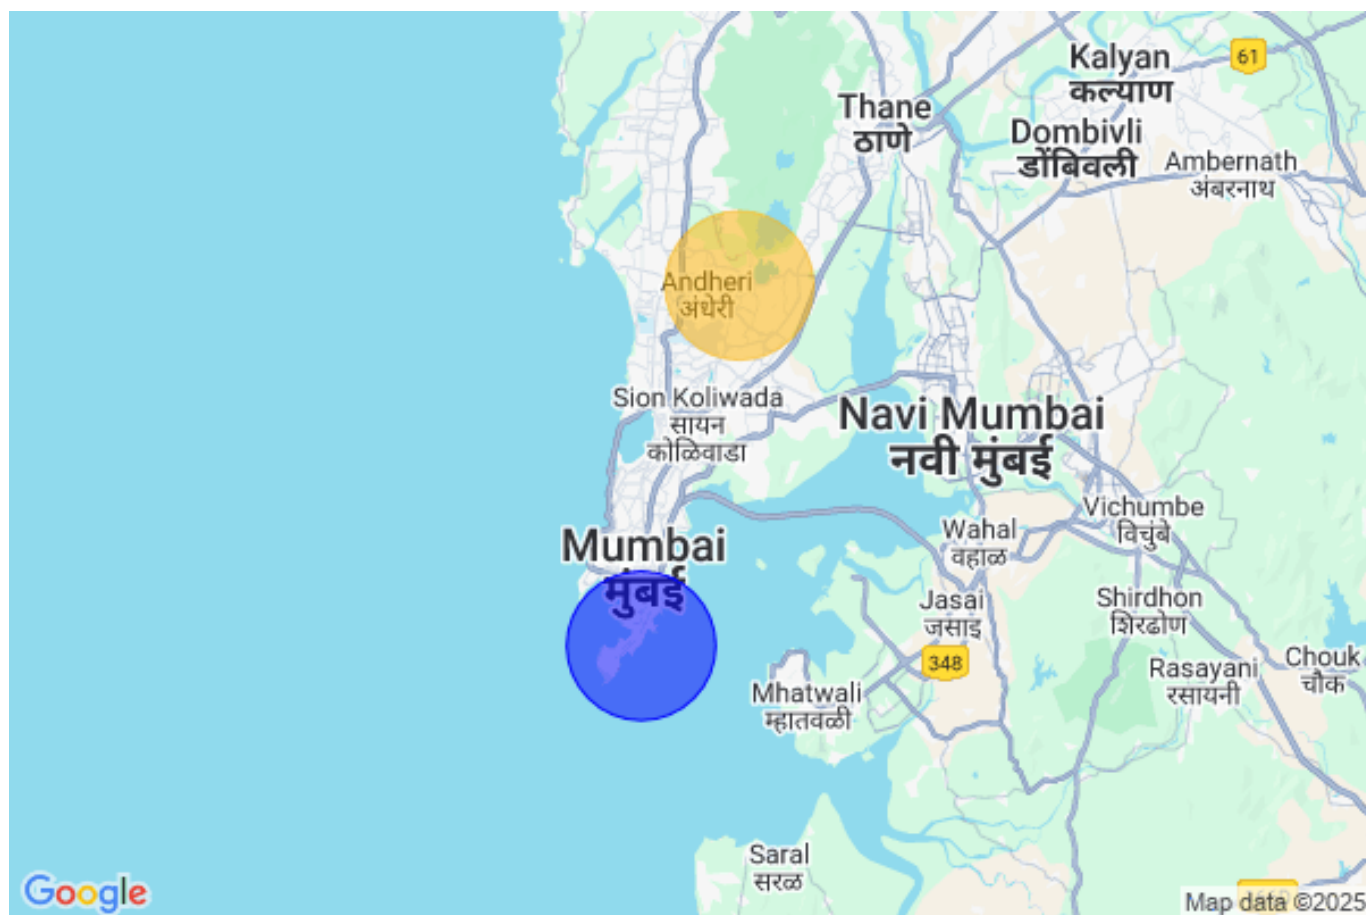 Kalyan
कल्याण
61
Thane
ठाणे
Dombivli
डोंबिवली
Ambernath
अंबरनाथ
Andheri
अंधेरी
Sion Koliwada
सायन
कोळिवाडा
Navi Mumbai
नवी मुंबई
Vichumbe
विचुंबे
Wahal
वहाळ
Mumbai
मुंबई
Jasai
जसाइ
Shirdhon
शिरढोण
348
Chouk
चौक
Rasayani
रसायनी
Mhatwali
म्हातवळी
Saral
सरळ
Google
Map data ©2025